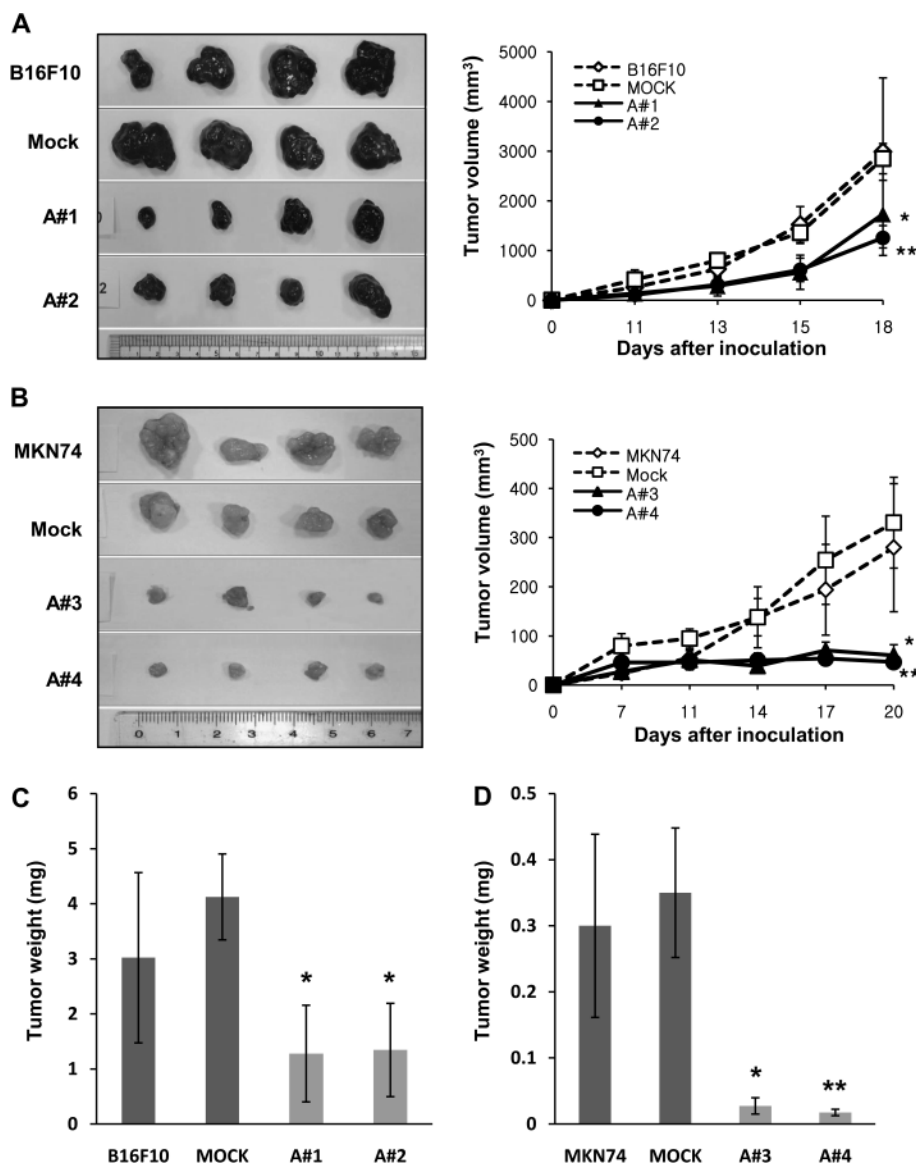 A
B16F10
Mock
A#1
A#2
Tumor volume (mm³)
5000
4000
3000
2000
1000
0
B16F10
MOCK
A#1
A#2
*
**
0 11 13 15 18
Days after inoculation
B
MKN74
Mock
A#3
A#4
0 1 2 3 4 5 6 7
Tumor volume (mm³)
500
400
300
200
100
0
MKN74
Mock
A#3
A#4
*
**
0 7 11 14 17 20
Days after inoculation
C
Tumor weight (mg)
6
5
4
3
2
1
0
* *
B16F10 MOCK A#1 A#2
D
Tumor weight (mg)
0.5
0.4
0.3
0.2
0.1
0
* **
MKN74 MOCK A#3 A#4